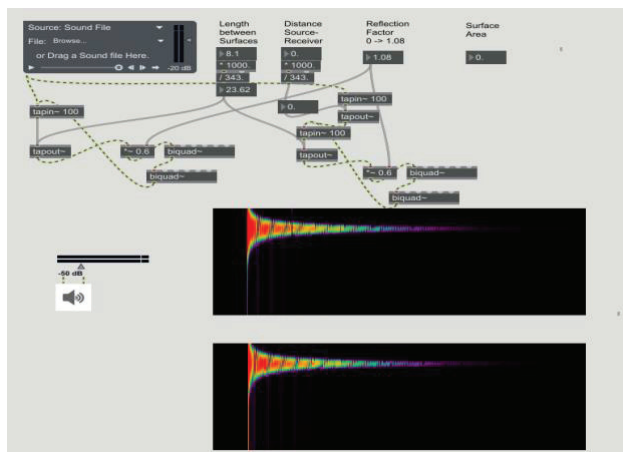 Source: Sound File
File: Browse...
or Drag a Sound file Here.
-20 dB
Length
between
Surfaces
8.1
* 1000.
/ 343.
23.62
Distance
Source-
Receiver
0.
* 1000.
/ 343.
0.
Reflection
Factor
0 -> 1.08
1.08
Surface
Area
0.
tapin~ 100
tapout~
*~ 0.6
biquad~
biquad~
tapin~ 100
tapout~
tapin~ 100
tapout~
*~ 0.6
biquad~
biquad~
-50 dB